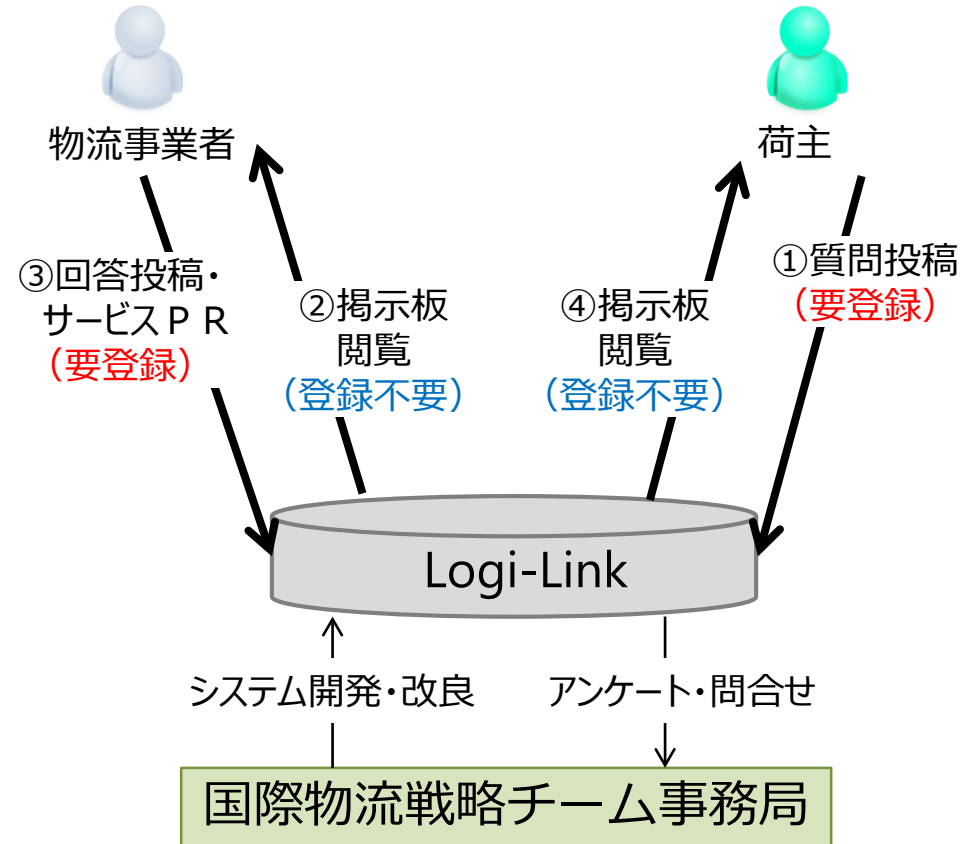 物流事業者
荷主
③回答投稿・
サービスＰＲ
（要登録）
②掲示板
閲覧
（登録不要）
④掲示板
閲覧
（登録不要）
①質問投稿
（要登録）
Logi-Link
システム開発・改良
アンケート・問合せ
国際物流戦略チーム事務局